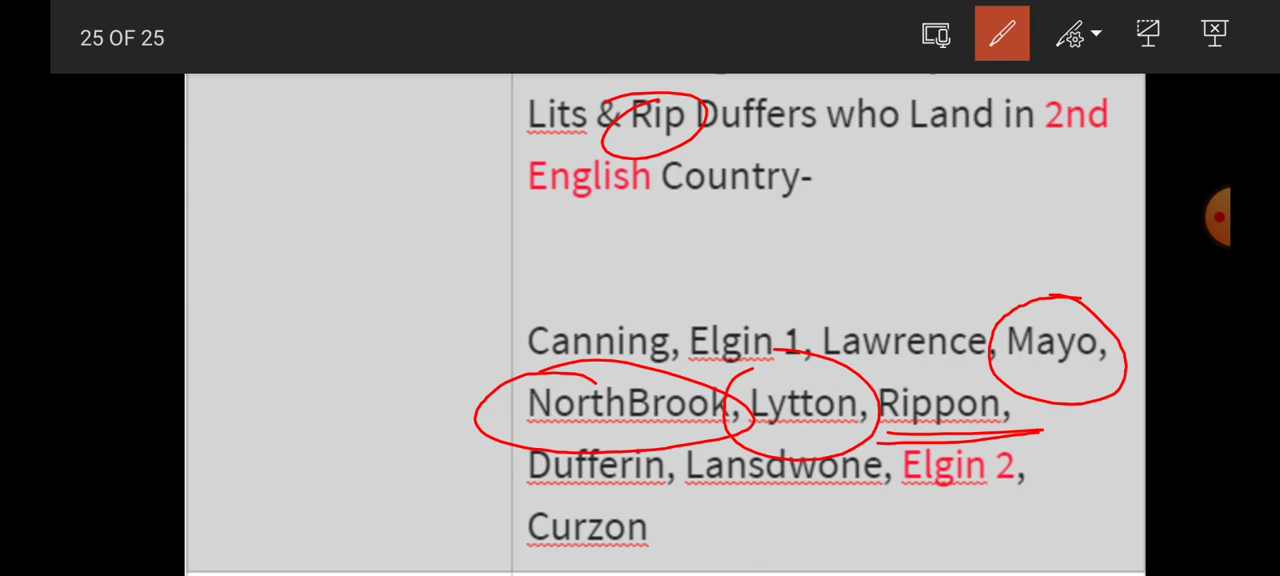 25 OF 25
Lits & Rip Duffers who Land in 2nd
English Country-
Canning, Elgin 1, Lawrence, Mayo,
NorthBrook, Lytton, Rippon,
Dufferin, Lansdwone, Elgin 2,
Curzon